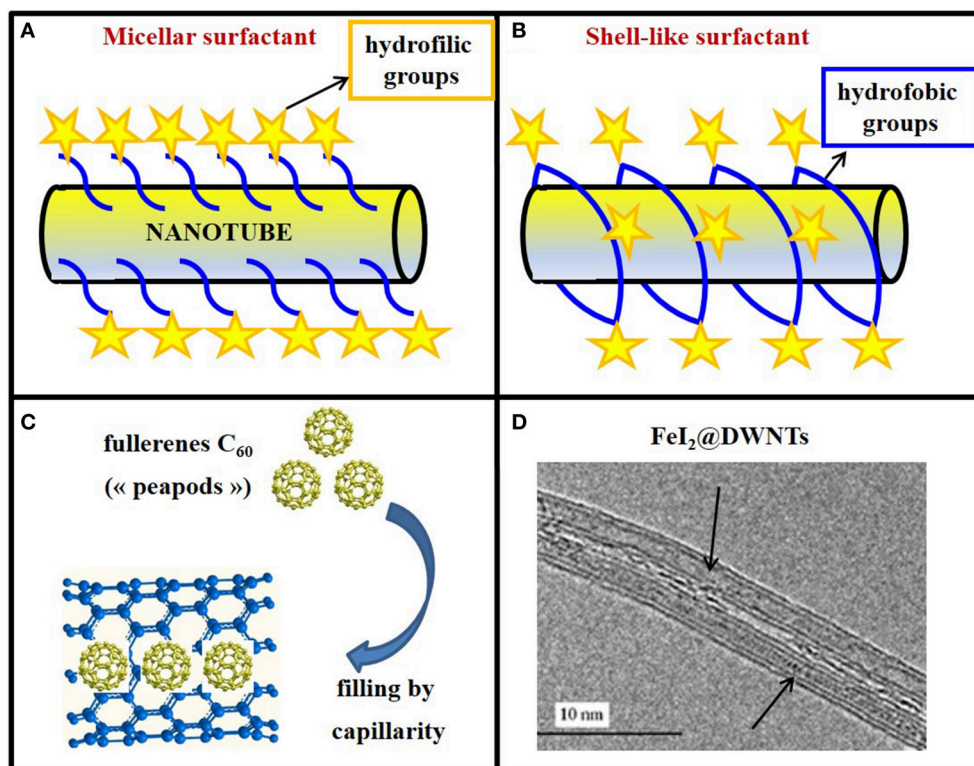 A
Micellar surfactant
hydrofilic
groups
NANOTUBE
B
Shell-like surfactant
hydrofobic
groups
C
fullerenes C₆₀
(« peapods »)
filling by
capillarity
D
FeI₂@DWNTs
10 nm